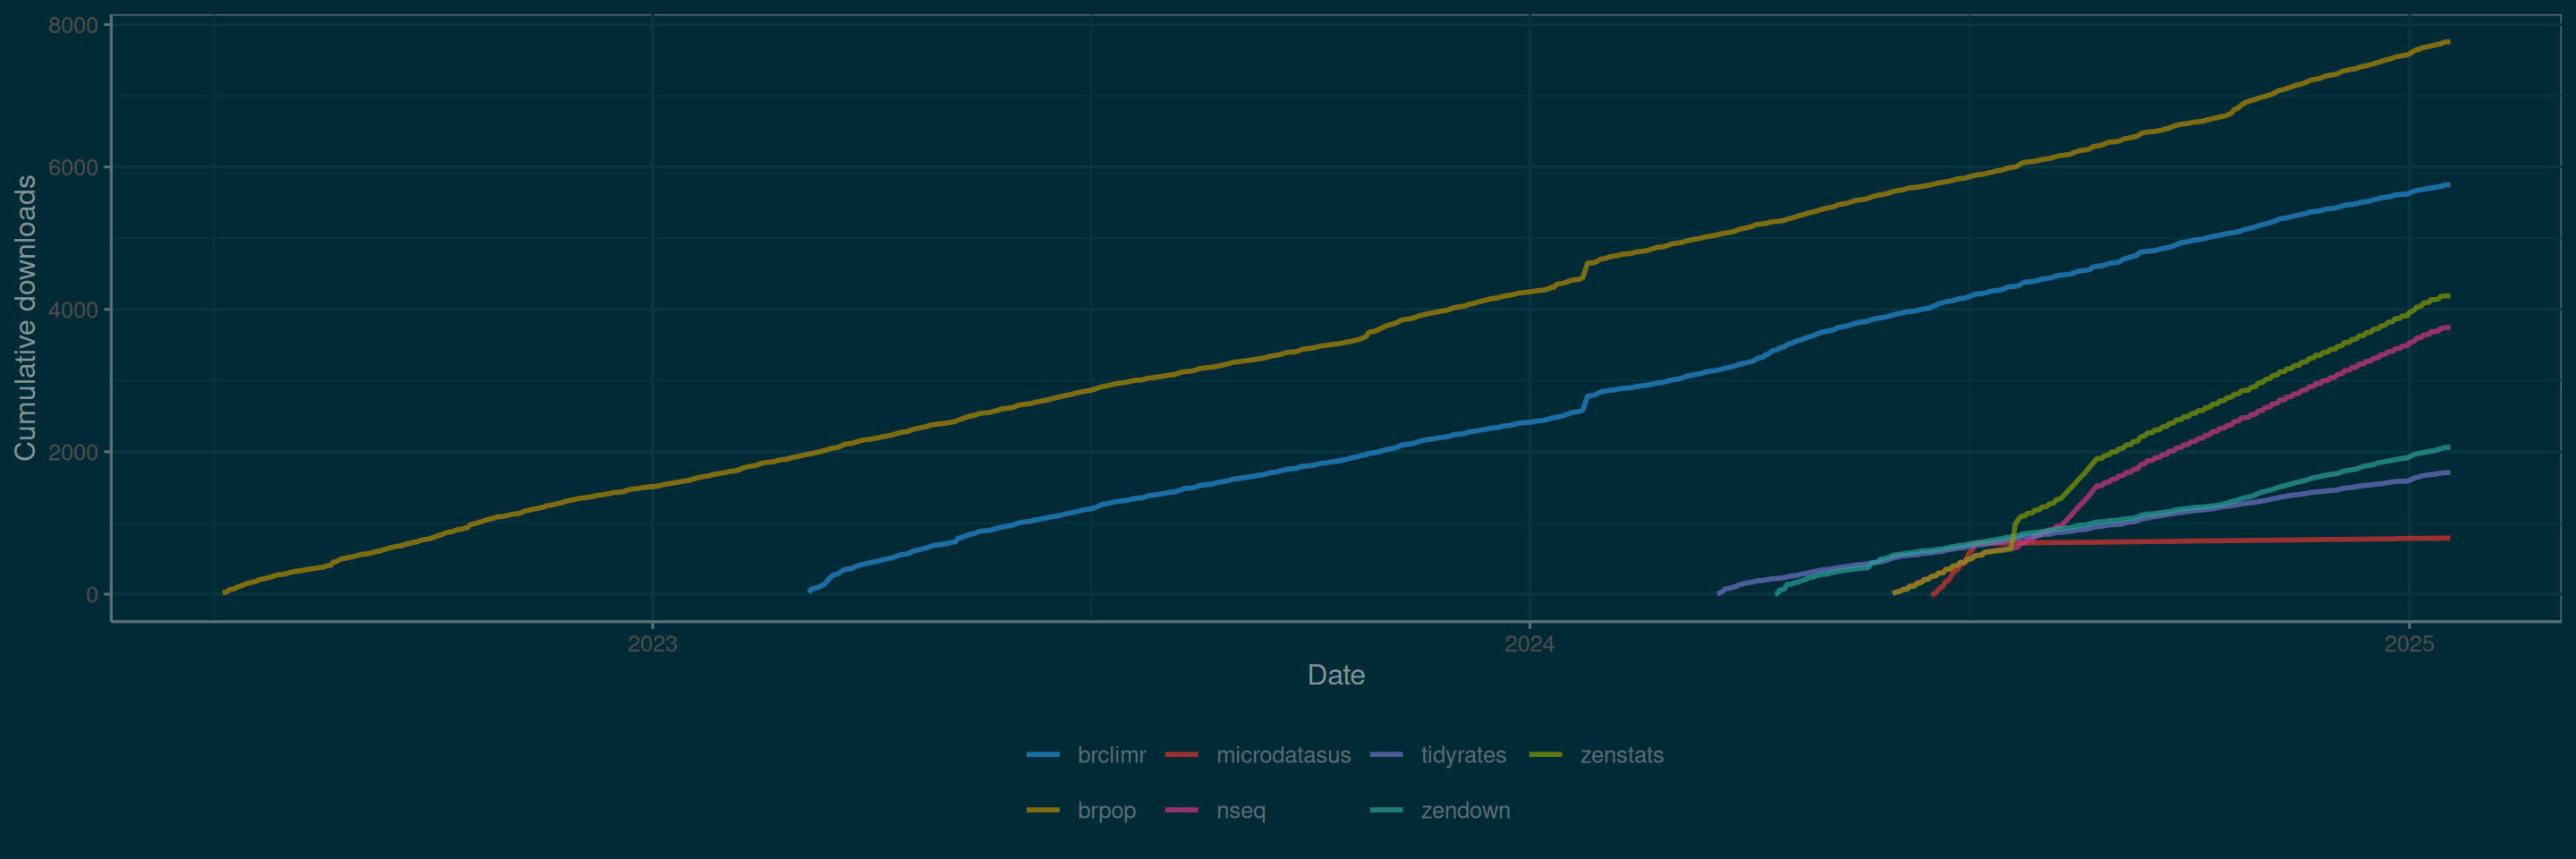 8000
6000
4000
2000
0
Cumulative downloads
2023 2024 2025
Date
brclimr microdatasus tidyrates zenstats
brpop nseq zendown